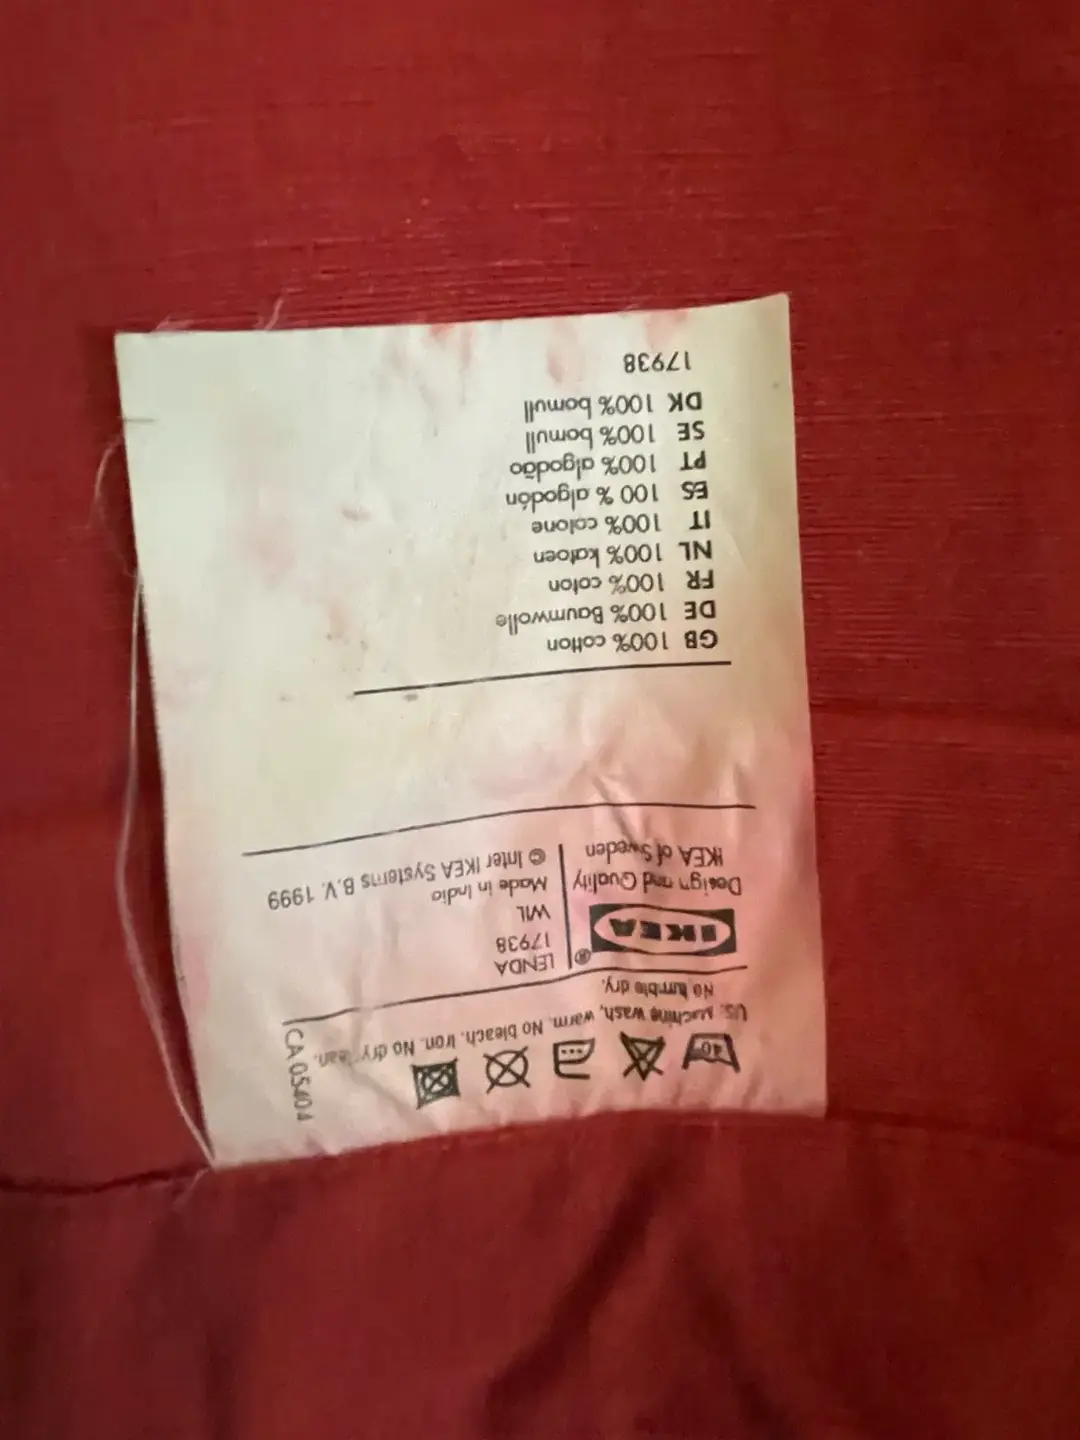 40°
US: Machine wash, warm. No bleach. Iron. No dry clean.
No tumble dry.
CA 05404
IKEA®
Design and Quality
IKEA of Sweden
LENDA
17938
WIL
Made in India
© Inter IKEA Systems B.V. 1999
GB 100% cotton
DE 100% Baumwolle
FR 100% coton
NL 100% katoen
IT 100% cotone
ES 100 % algodón
PT 100% algodão
SE 100% bomull
DK 100% bomull
17938